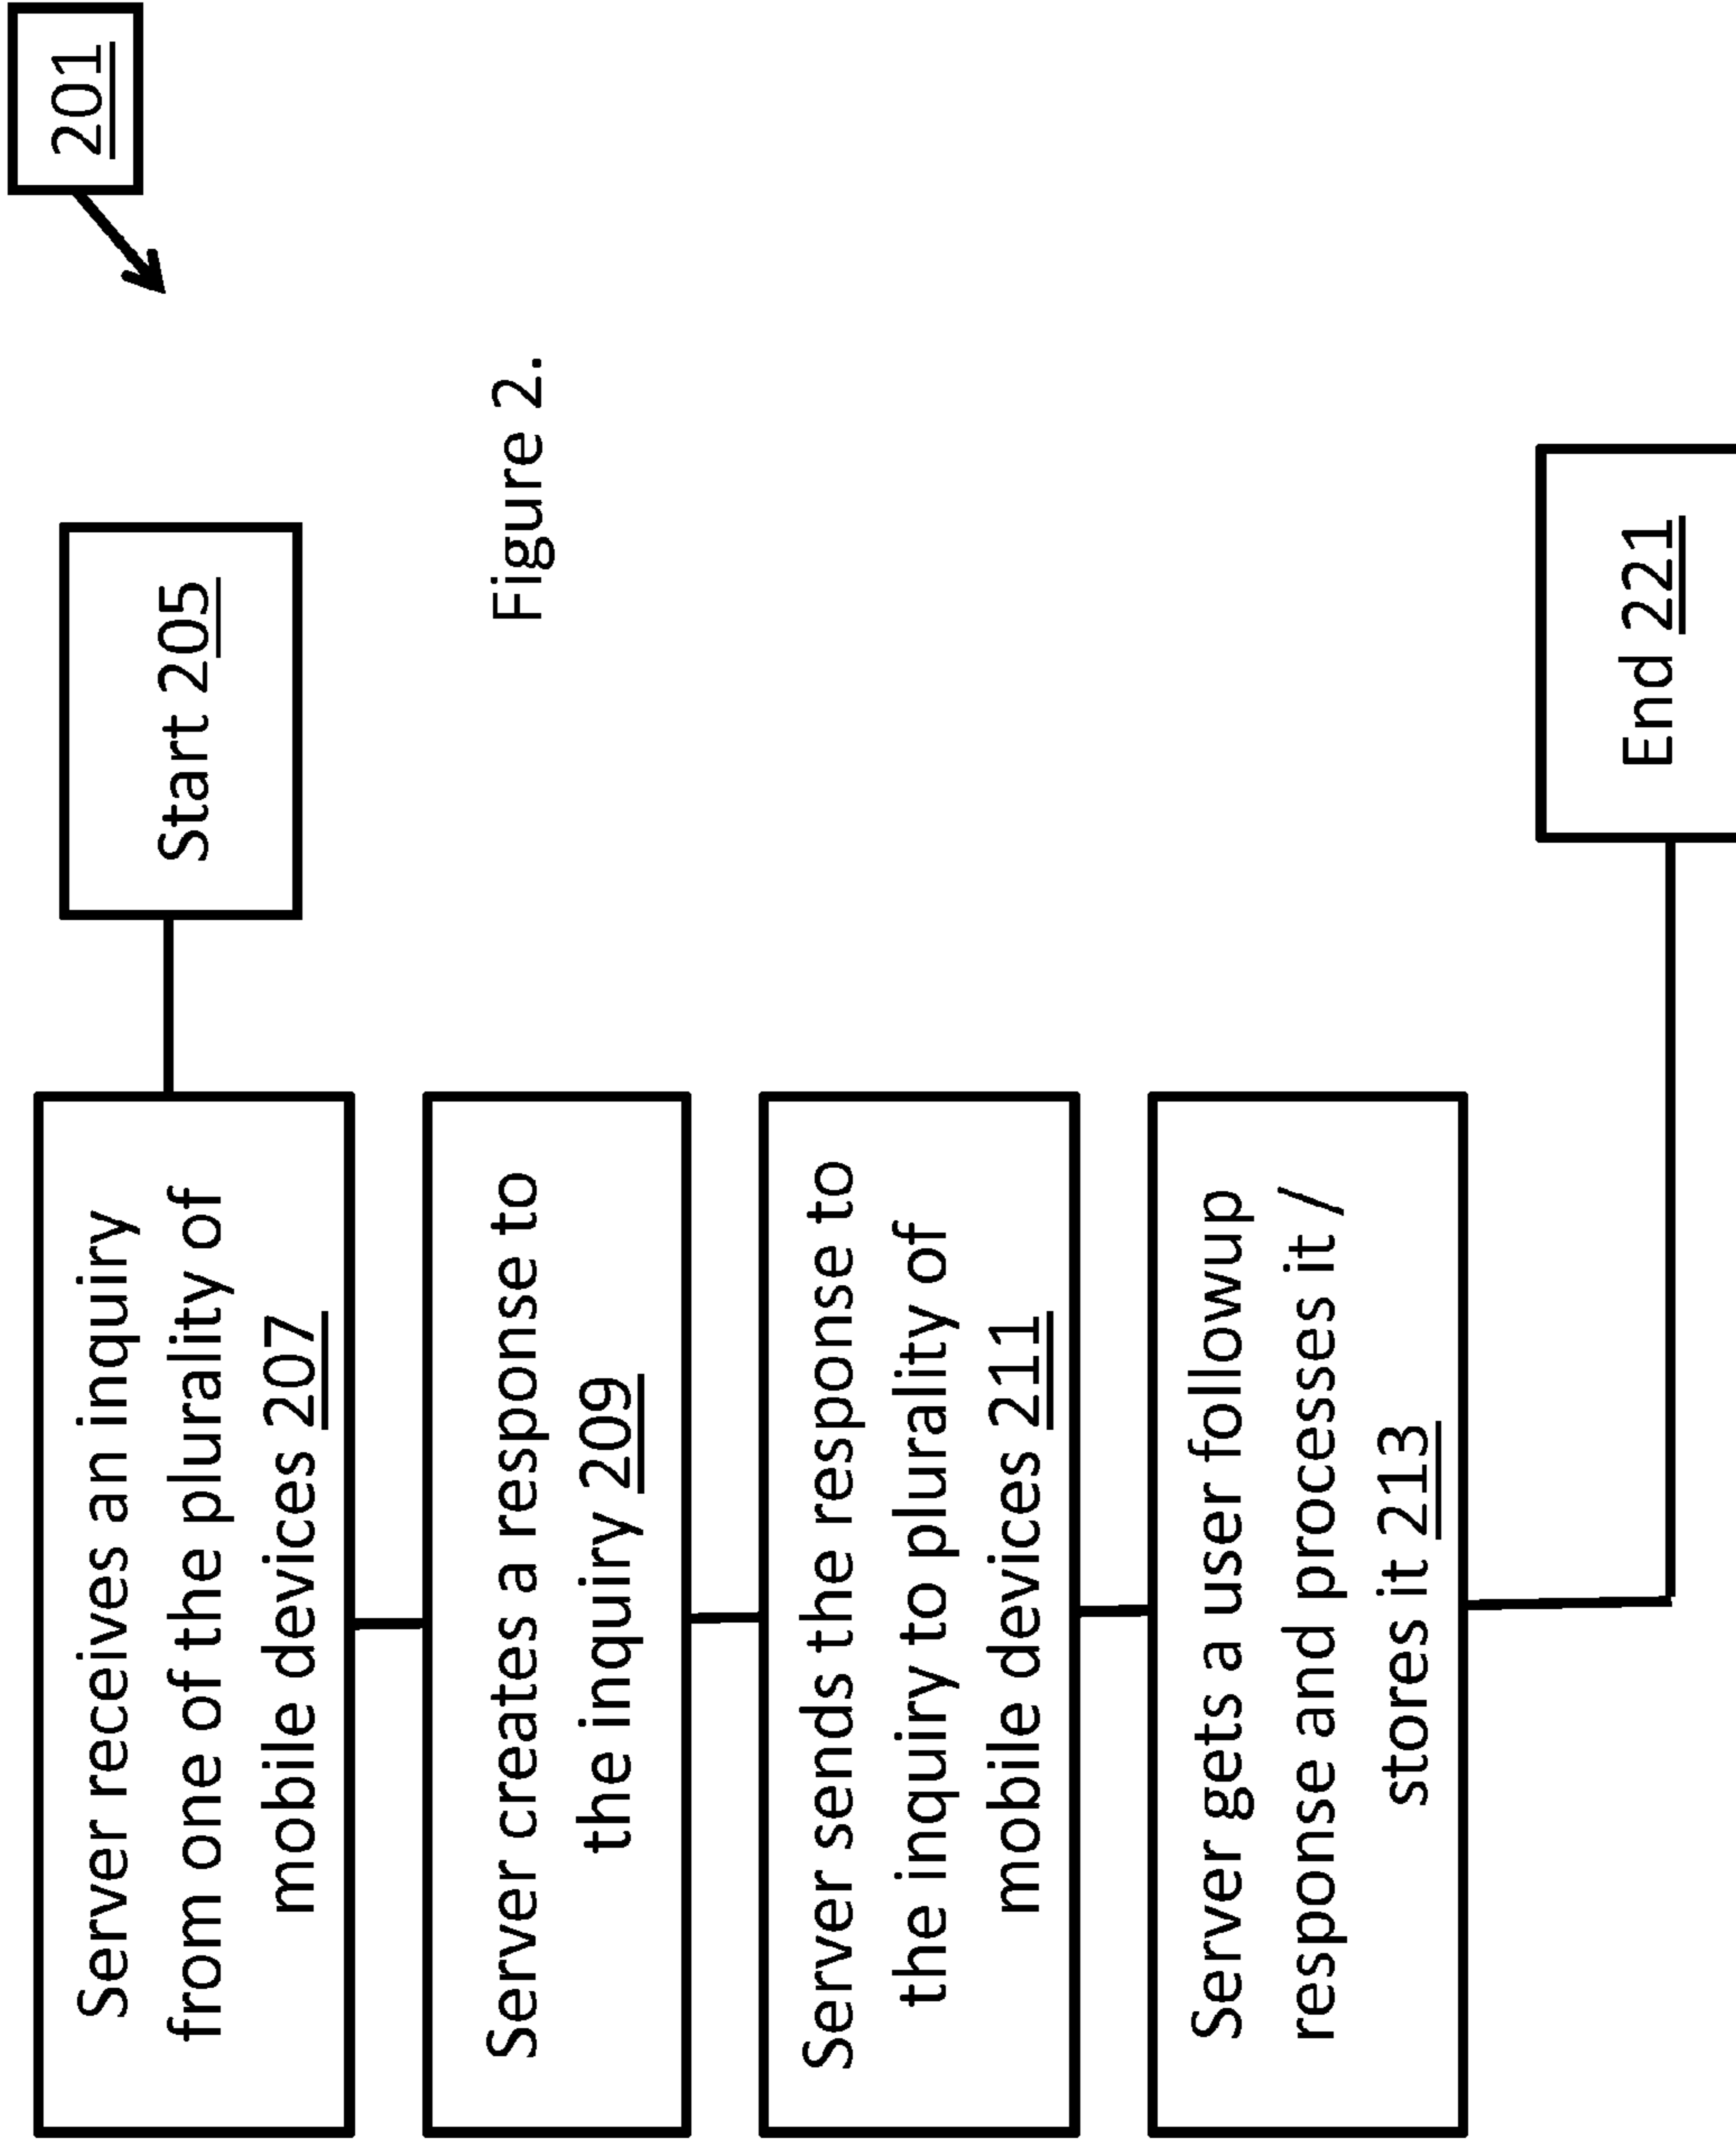 201
Start 205
Server receives an inquiry
from one of the plurality of
mobile devices 207
Server creates a response to
the inquiry 209
Server sends the response to
the inquiry to plurality of
mobile devices 211
Server gets a user followup
response and processes it /
stores it 213
End 221
Figure 2.